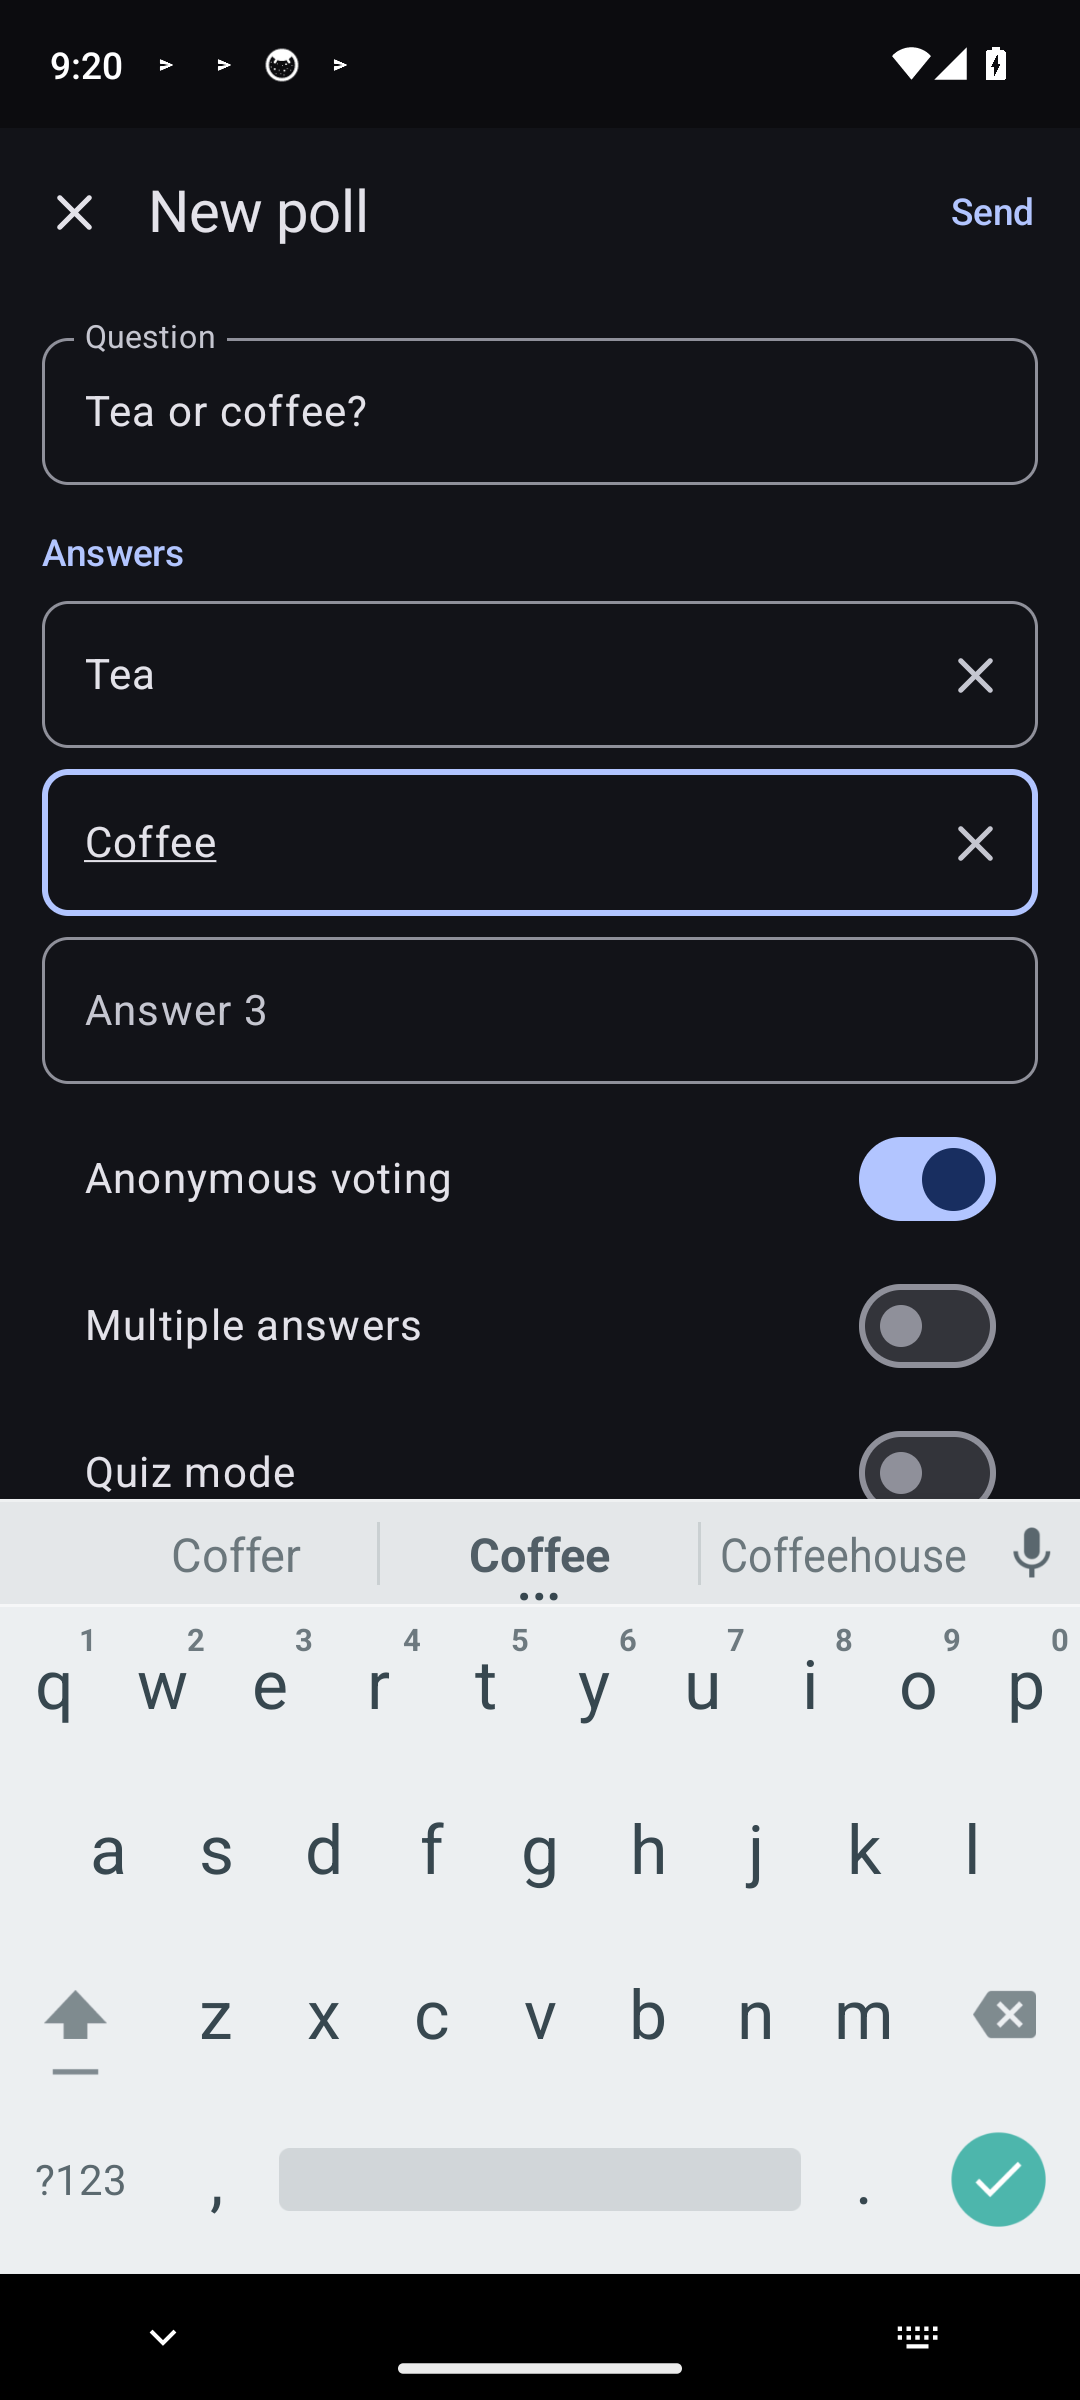 9:20
New poll
Send
Question
Tea or coffee?
Answers
Tea
Coffee
Answer 3
Anonymous voting
Multiple answers
Quiz mode
Coffer Coffee Coffeehouse
1 2 3 4 5 6 7 8 9 0
q w e r t y u i o p
a s d f g h j k l
z x c v b n m
?123 , .